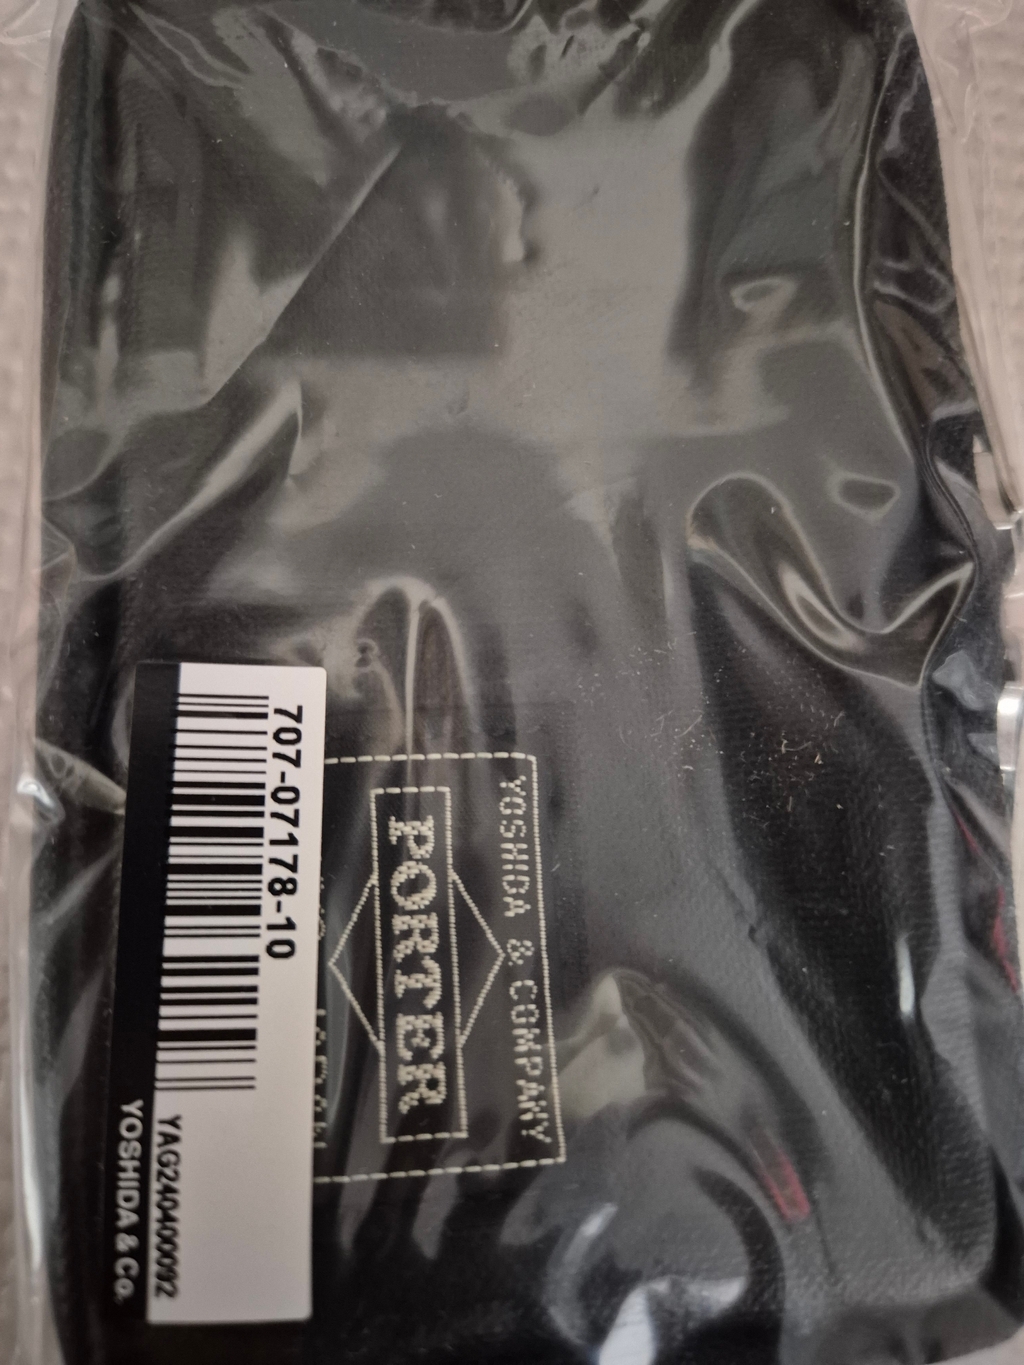 707-07178-10
YAG240400092
YOSHIDA & Co.
YOSHIDA & COMPANY
PORTER